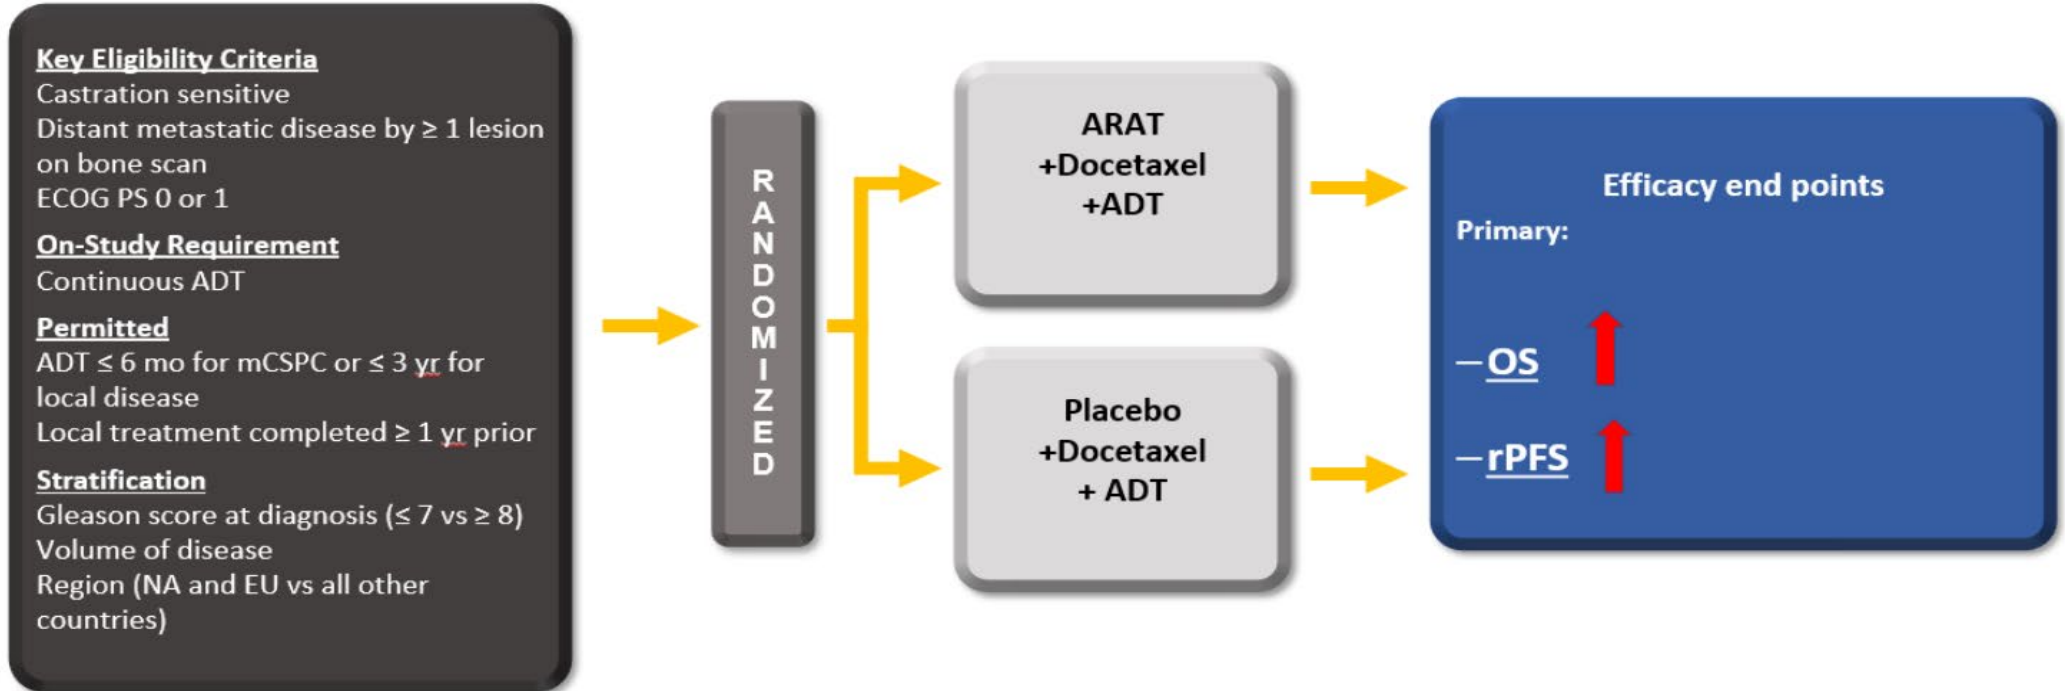 Key Eligibility Criteria
Castration sensitive
Distant metastatic disease by ≥ 1 lesion
on bone scan
ECOG PS 0 or 1
On-Study Requirement
Continuous ADT
Permitted
ADT ≤ 6 mo for mCSPC or ≤ 3 yr for
local disease
Local treatment completed ≥ 1 yr prior
Stratification
Gleason score at diagnosis (≤ 7 vs ≥ 8)
Volume of disease
Region (NA and EU vs all other
countries)
RANDOMIZED
ARAT
+Docetaxel
+ADT
Placebo
+Docetaxel
+ ADT
Efficacy end points
Primary:
–OS
–rPFS